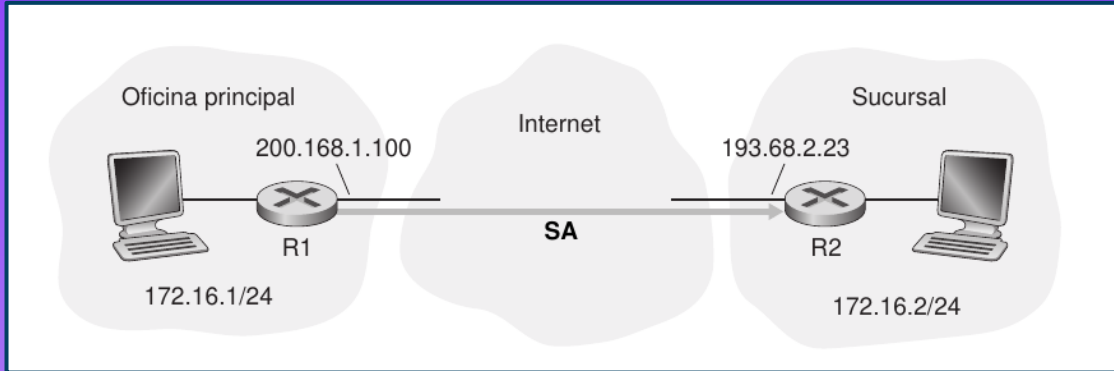 Oficina principal
Internet
Sucursal
200.168.1.100
193.68.2.23
R1
SA
R2
172.16.1/24
172.16.2/24